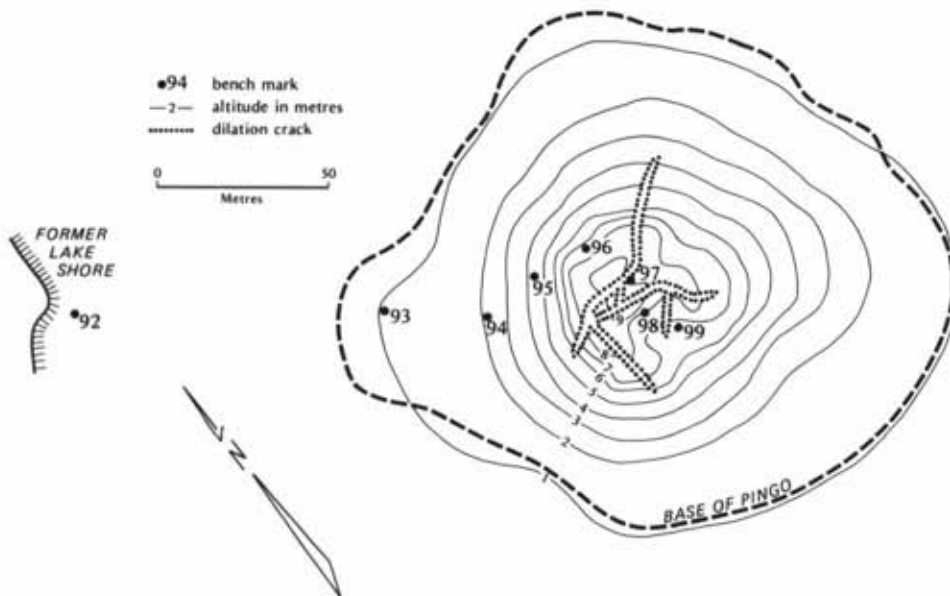 94 bench mark
—2— altitude in metres
dilation crack
0 50
Metres
FORMER
LAKE
SHORE
92
93
94
95
96
97
98
99
9
8
7
6
5
4
3
2
1
N
BASE OF PINGO